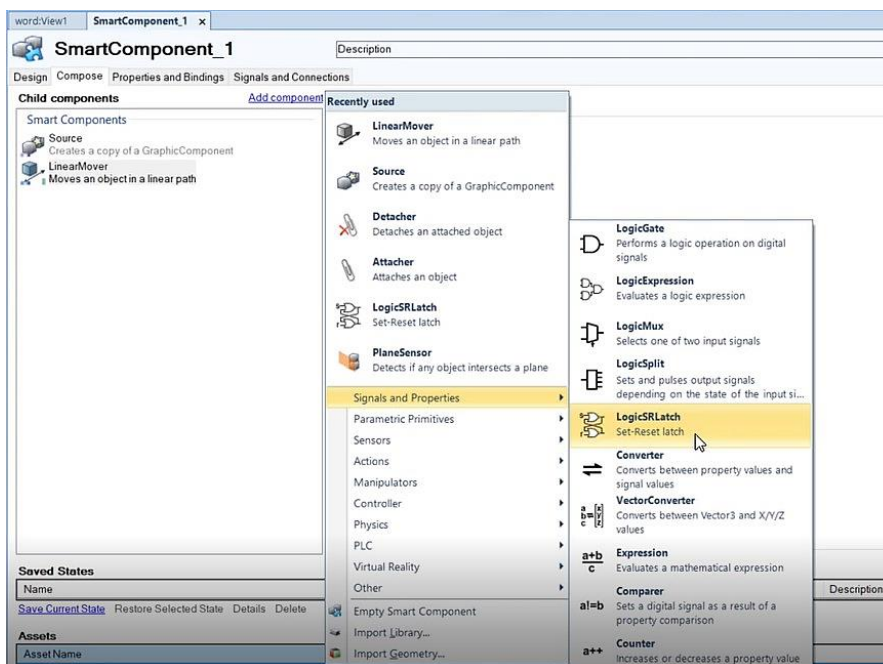 word:View1
SmartComponent_1 x
SmartComponent_1
Description
Design Compose Properties and Bindings Signals and Connections
Child components
Add component
Smart Components
Source
Creates a copy of a GraphicComponent
LinearMover
Moves an object in a linear path
Recently used
LinearMover
Moves an object in a linear path
Source
Creates a copy of a GraphicComponent
Detacher
Detaches an attached object
Attacher
Attaches an object
LogicSRLatch
Set-Reset latch
PlaneSensor
Detects if any object intersects a plane
Signals and Properties
Parametric Primitives
Sensors
Actions
Manipulators
Controller
Physics
PLC
Virtual Reality
Other
Empty Smart Component
Import Library...
Import Geometry...
LogicGate
Performs a logic operation on digital
signals
LogicExpression
Evaluates a logic expression
LogicMux
Selects one of two input signals
LogicSplit
Sets and pulses output signals
depending on the state of the input si...
LogicSRLatch
Set-Reset latch
Converter
Converts between property values and
signal values
VectorConverter
Converts between Vector3 and X/Y/Z
values
a+b
c
Expression
Evaluates a mathematical expression
a!=b
Comparer
Sets a digital signal as a result of a
property comparison
a++
Counter
Increases or decreases a property value
Saved States
Name
Description
Save Current State Restore Selected State Details Delete
Assets
Asset Name